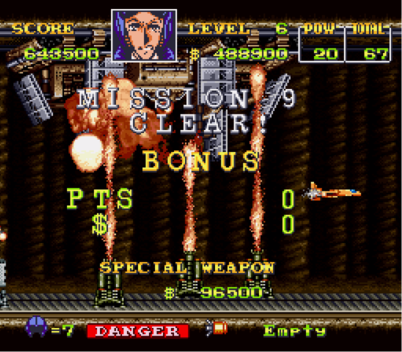 SCORE LEVEL 6 POW TOTAL
643500 $ 488900 20 67
MISSION 9
CLEAR!
BONUS
PTS 0
$ 0
SPECIAL WEAPON
$ 96500
=7 DANGER Empty